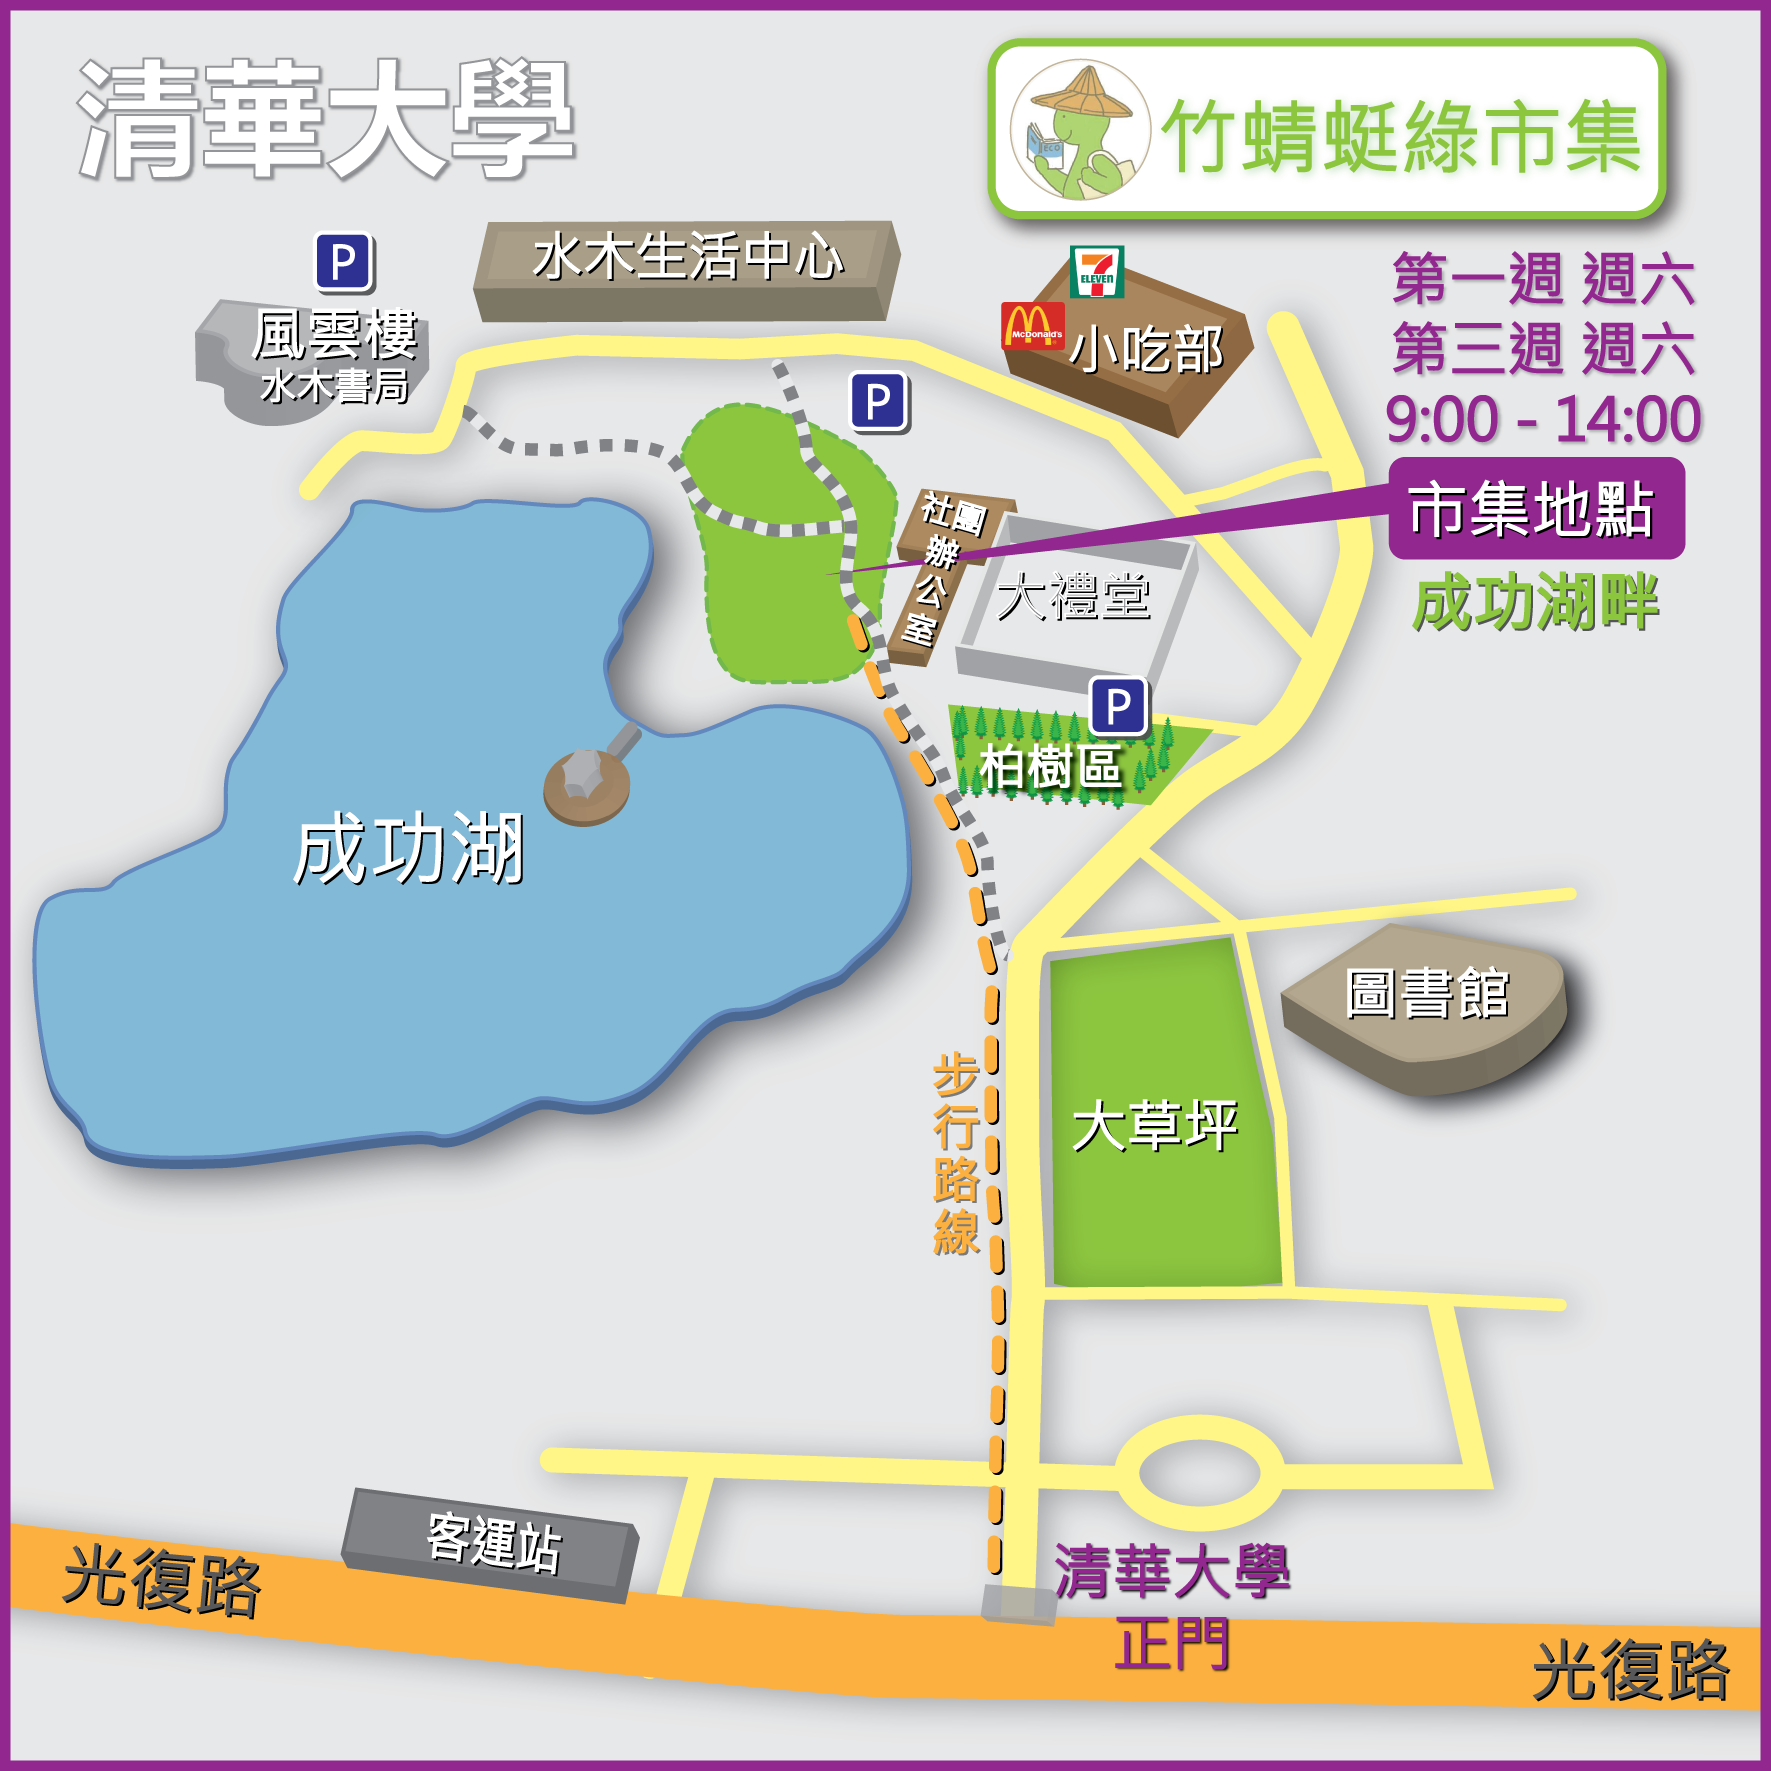 清華大學
竹蜻蜓綠市集
ECO
第一週 週六
第三週 週六
9:00 - 14:00
市集地點
成功湖畔
P
水木生活中心
7
ELEVEN
McDonald's
小吃部
風雲樓
水木書局
P
社團
辦
公
室
大禮堂
P
柏樹區
成功湖
圖書館
大草坪
步行路線
客運站
清華大學
正門
光復路
光復路